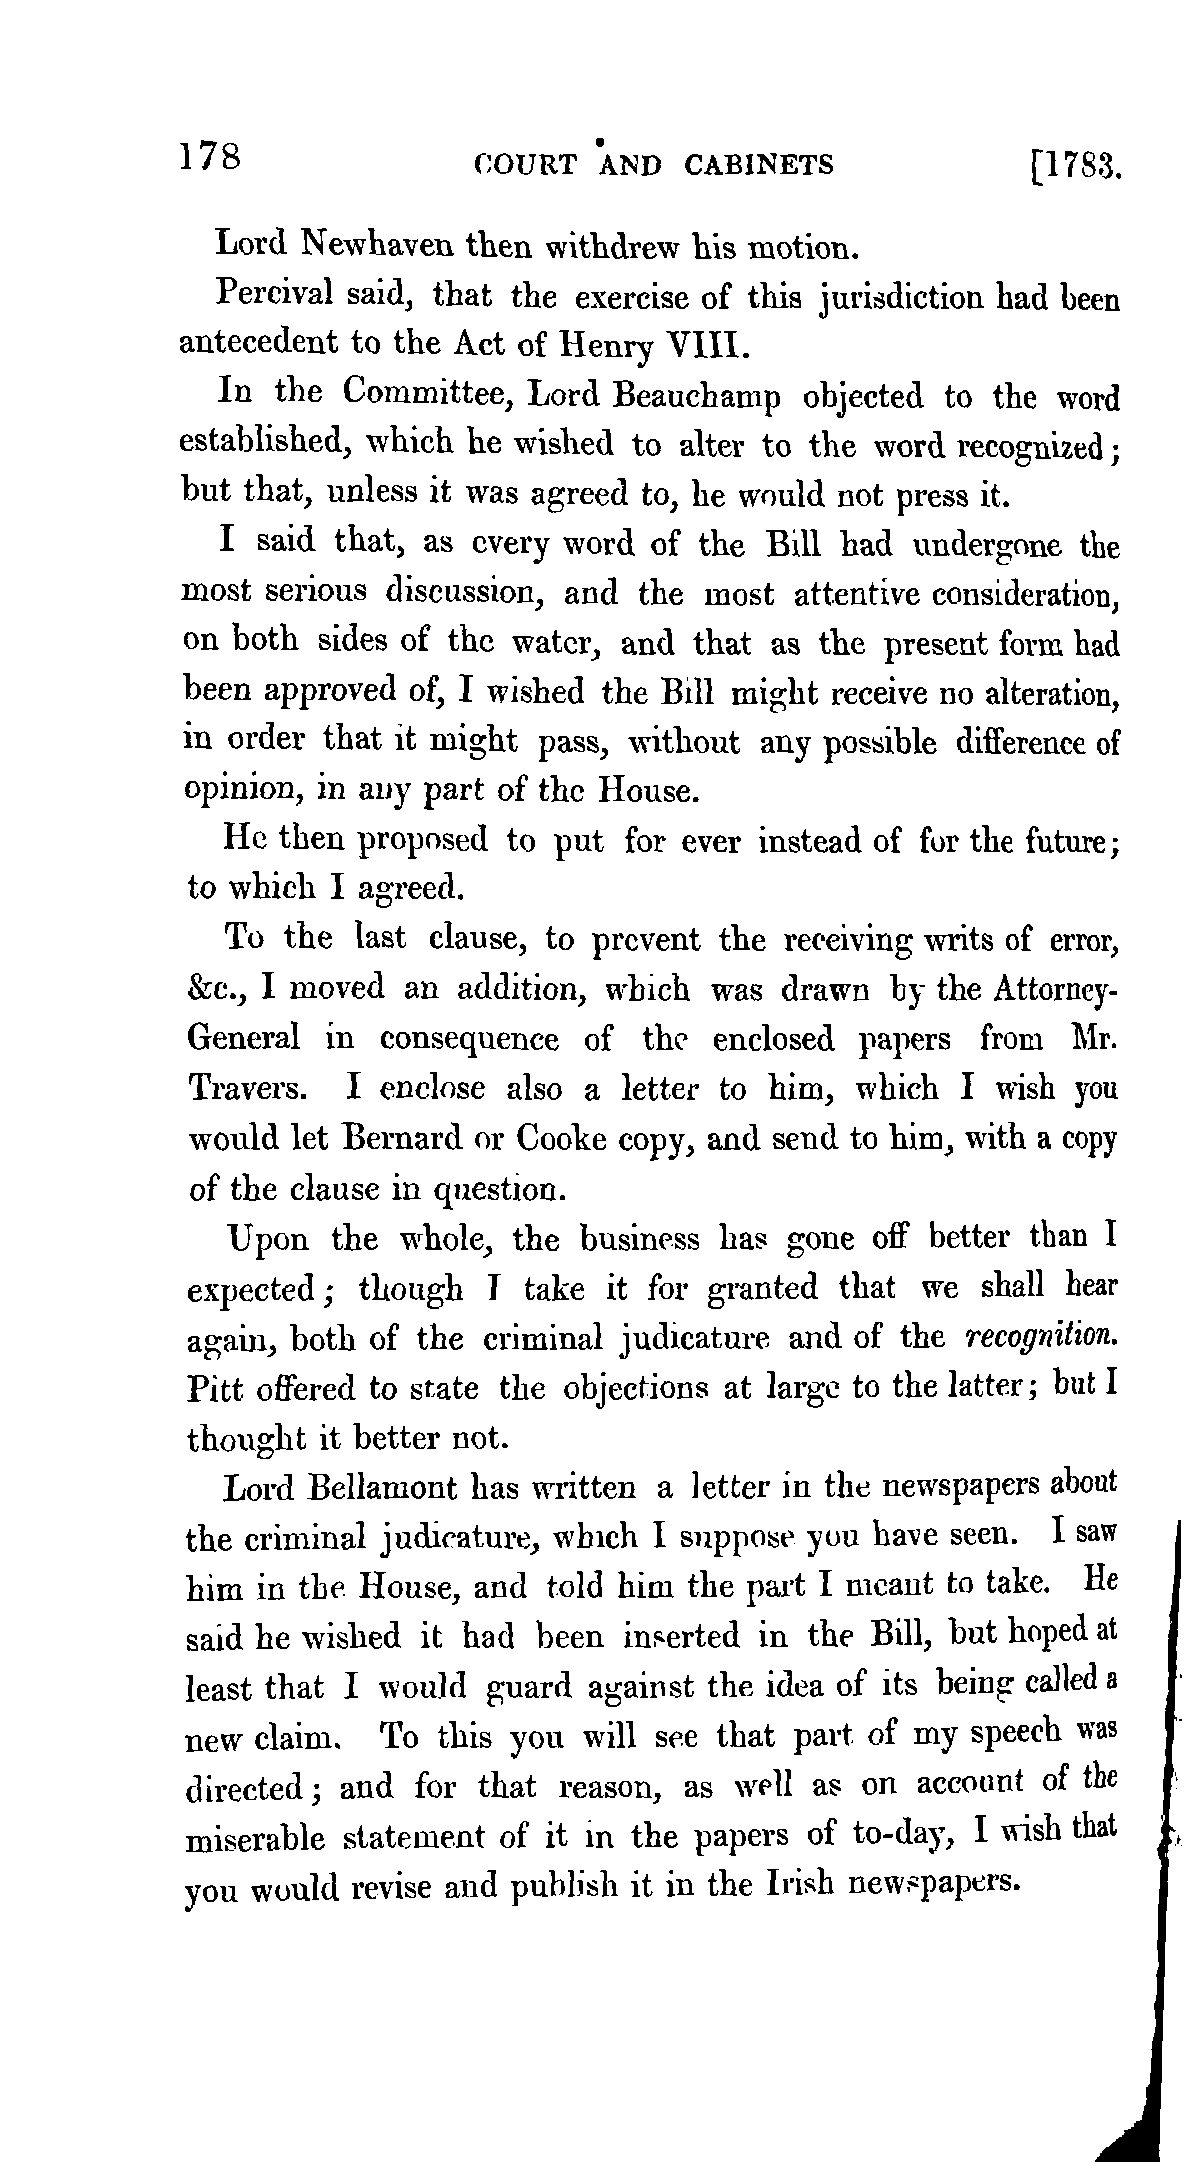 178 COURT AND CABINETS [1783.
Lord Newhaven then withdrew his motion.
Percival said, that the exercise of this jurisdiction had been
antecedent to the Act of Henry VIII.
In the Committee, Lord Beauchamp objected to the word
established, which he wished to alter to the word recognized;
but that, unless it was agreed to, he would not press it.
I said that, as every word of the Bill had undergone the
most serious discussion, and the most attentive consideration,
on both sides of the water, and that as the present form had
been approved of, I wished the Bill might receive no alteration,
in order that it might pass, without any possible difference of
opinion, in any part of the House.
He then proposed to put for ever instead of for the future;
to which I agreed.
To the last clause, to prevent the receiving writs of error,
&c., I moved an addition, which was drawn by the Attorney-
General in consequence of the enclosed papers from Mr.
Travers. I enclose also a letter to him, which I wish you
would let Bernard or Cooke copy, and send to him, with a copy
of the clause in question.
Upon the whole, the business has gone off better than I
expected; though I take it for granted that we shall hear
again, both of the criminal judicature and of the recognition.
Pitt offered to state the objections at large to the latter; but I
thought it better not.
Lord Bellamont has written a letter in the newspapers about
the criminal judicature, which I suppose you have seen. I saw
him in the House, and told him the part I meant to take. He
said he wished it had been inserted in the Bill, but hoped at
least that I would guard against the idea of its being called a
new claim. To this you will see that part of my speech was
directed; and for that reason, as well as on account of the
miserable statement of it in the papers of to-day, I wish that
you would revise and publish it in the Irish newspapers.